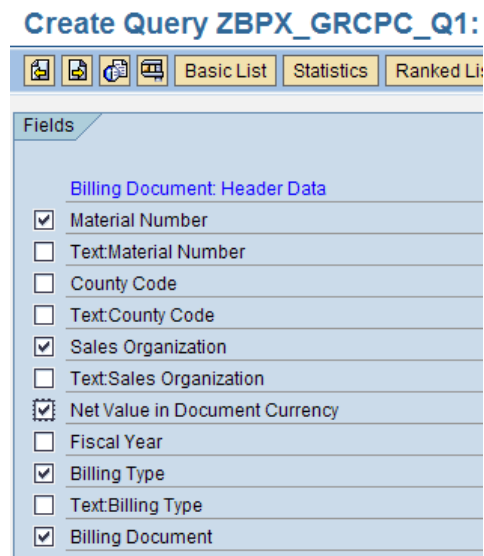 Create Query ZBPX_GRCPC_Q1:
Basic List Statistics Ranked Lis
Fields
Billing Document: Header Data
Material Number
Text:Material Number
County Code
Text:County Code
Sales Organization
Text:Sales Organization
Net Value in Document Currency
Fiscal Year
Billing Type
Text:Billing Type
Billing Document